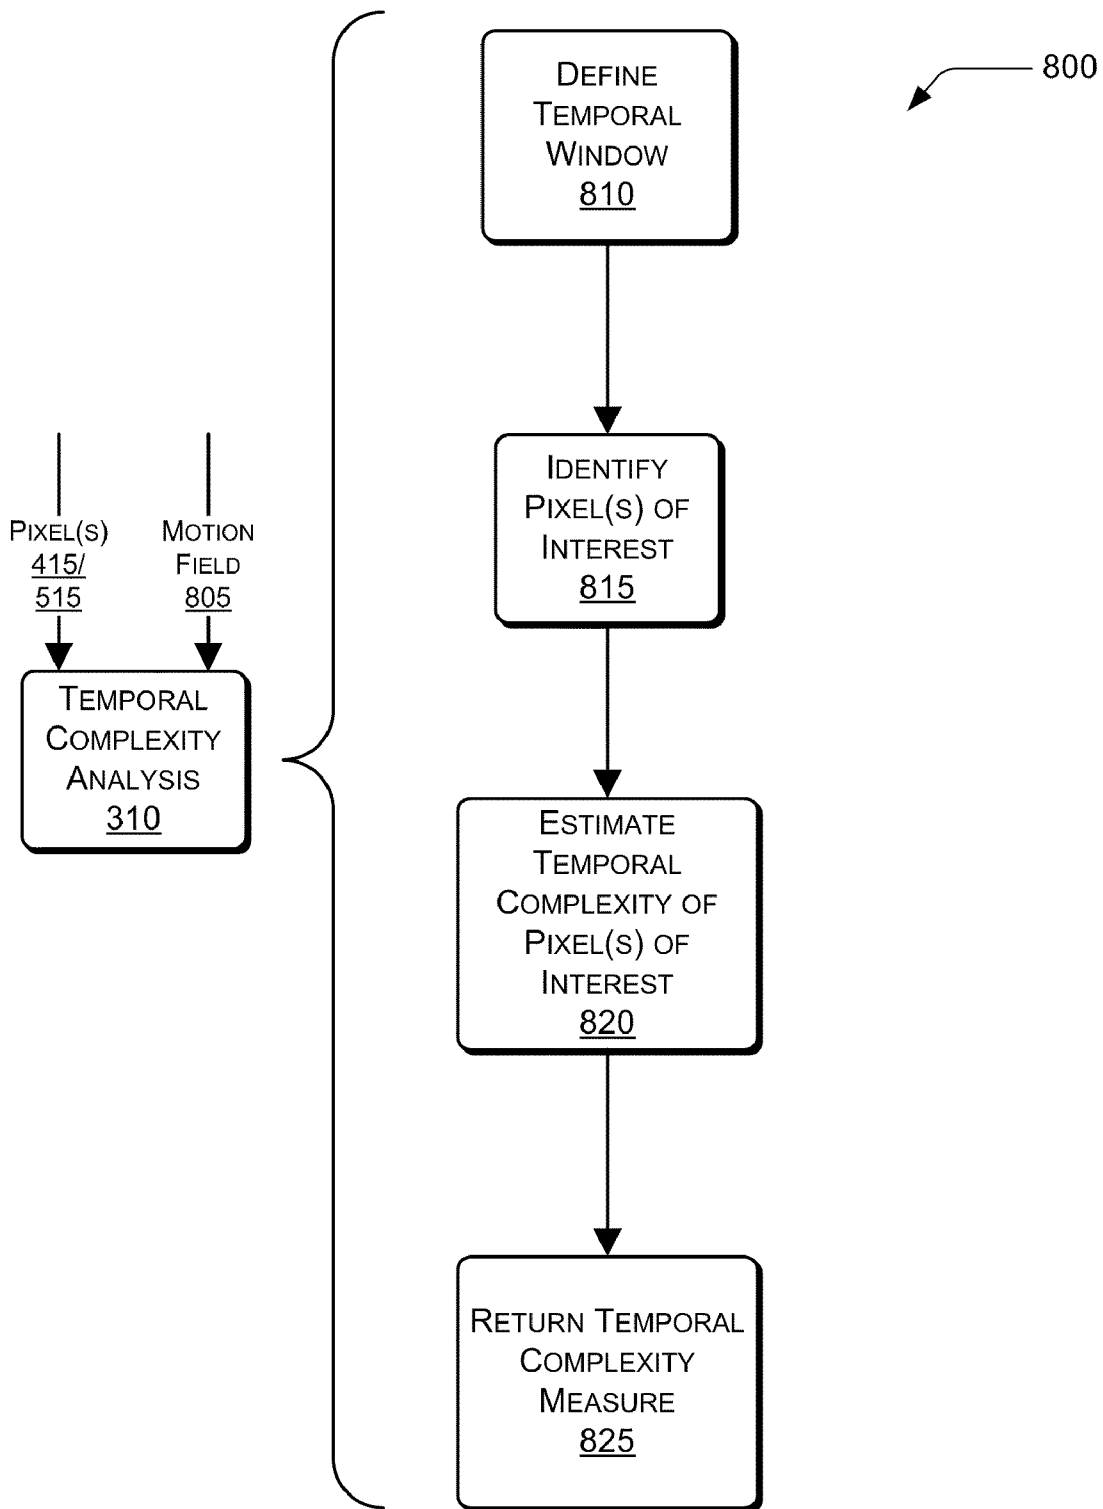 800
DEFINE
TEMPORAL
WINDOW
810
IDENTIFY
PIXEL(S) OF
INTEREST
815
PIXEL(S)
415/
515
MOTION
FIELD
805
TEMPORAL
COMPLEXITY
ANALYSIS
310
ESTIMATE
TEMPORAL
COMPLEXITY OF
PIXEL(S) OF
INTEREST
820
RETURN TEMPORAL
COMPLEXITY
MEASURE
825